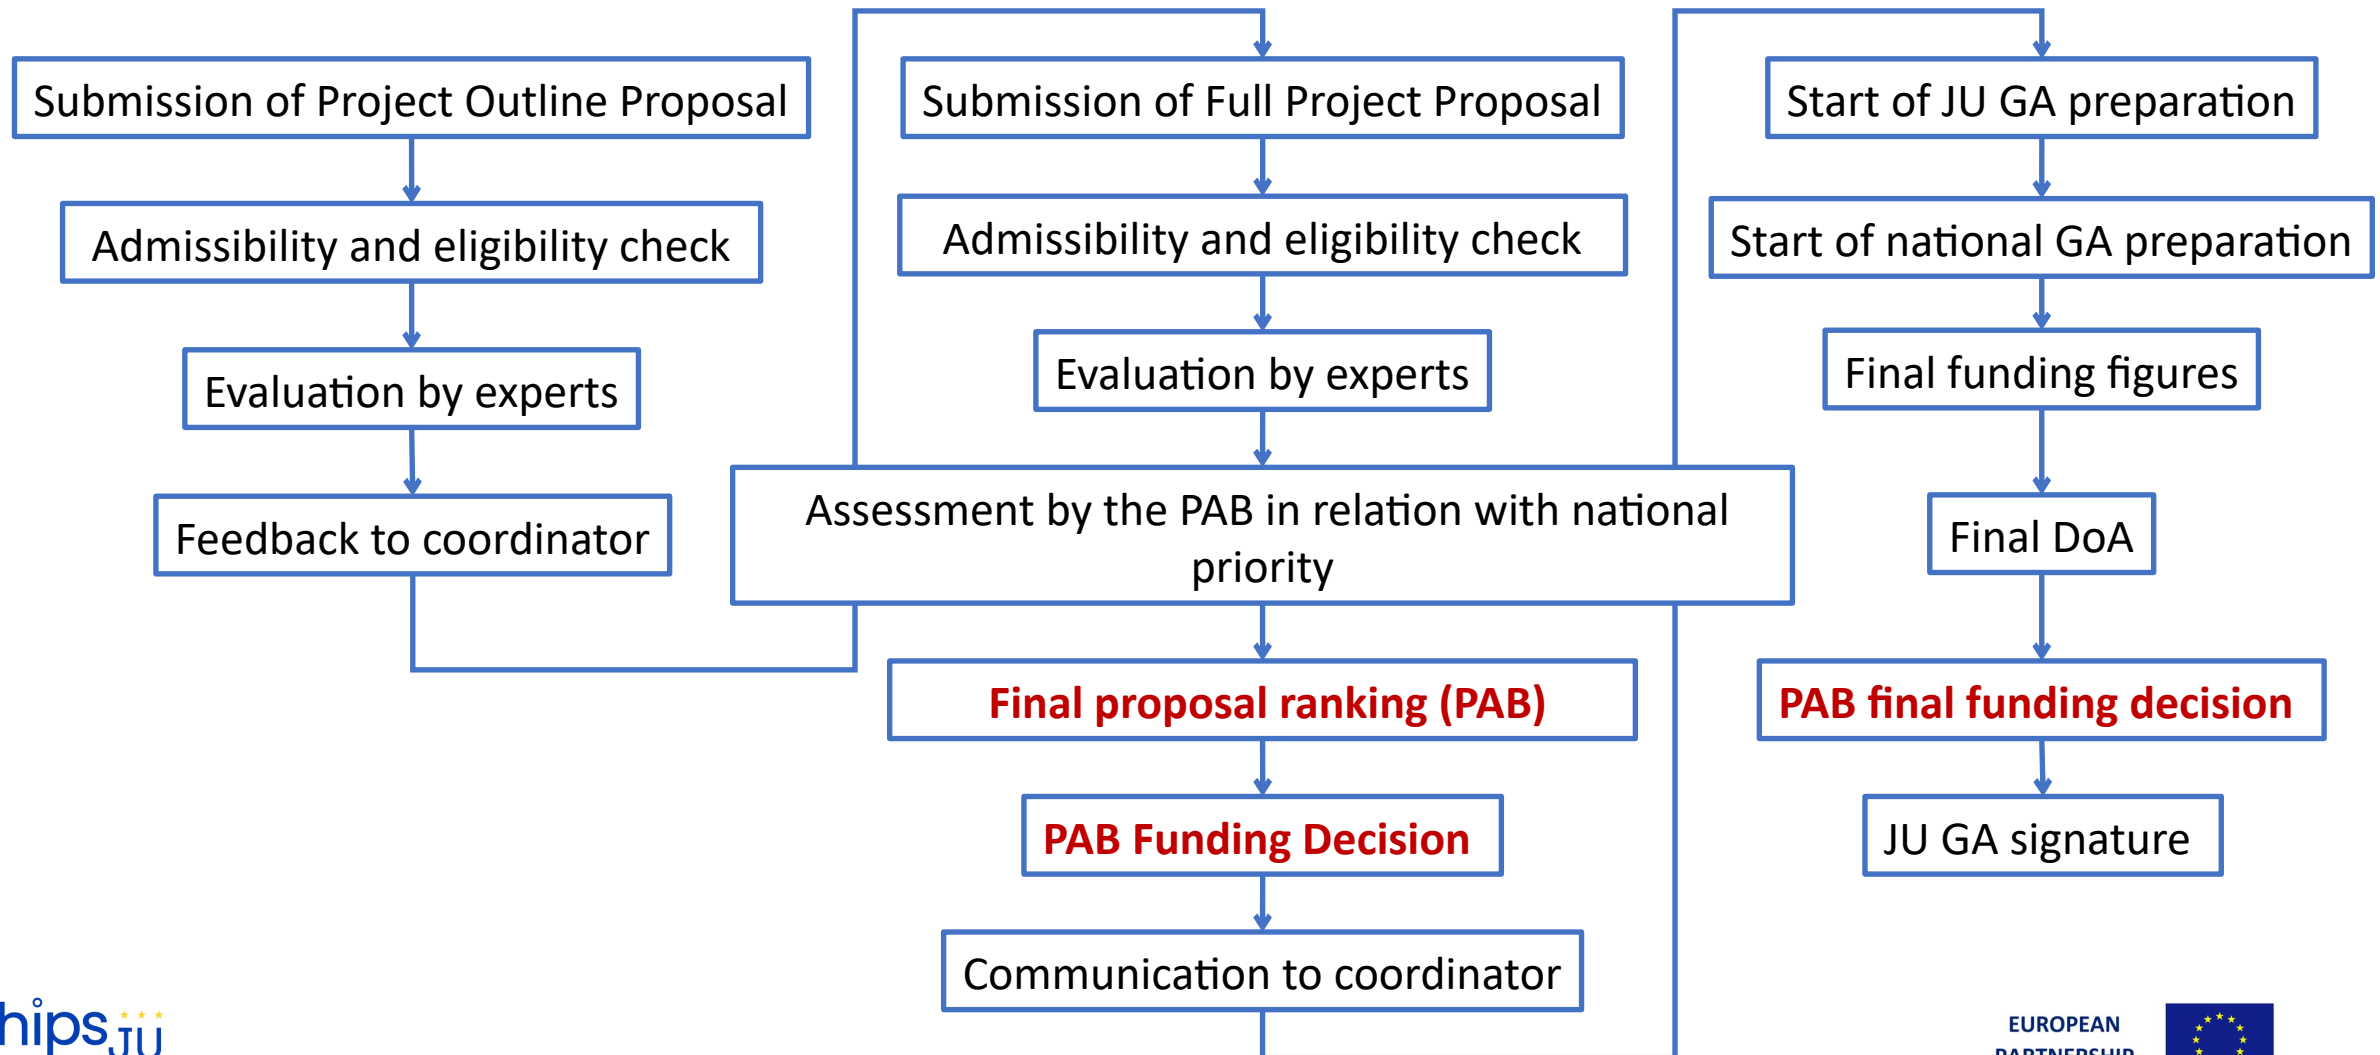 Submission of Project Outline Proposal
Admissibility and eligibility check
Evaluation by experts
Feedback to coordinator
Submission of Full Project Proposal
Admissibility and eligibility check
Evaluation by experts
Assessment by the PAB in relation with national
priority
Final proposal ranking (PAB)
PAB Funding Decision
Communication to coordinator
Start of JU GA preparation
Start of national GA preparation
Final funding figures
Final DoA
PAB final funding decision
JU GA signature
hips JU
EUROPEAN
PARTNERSHIP